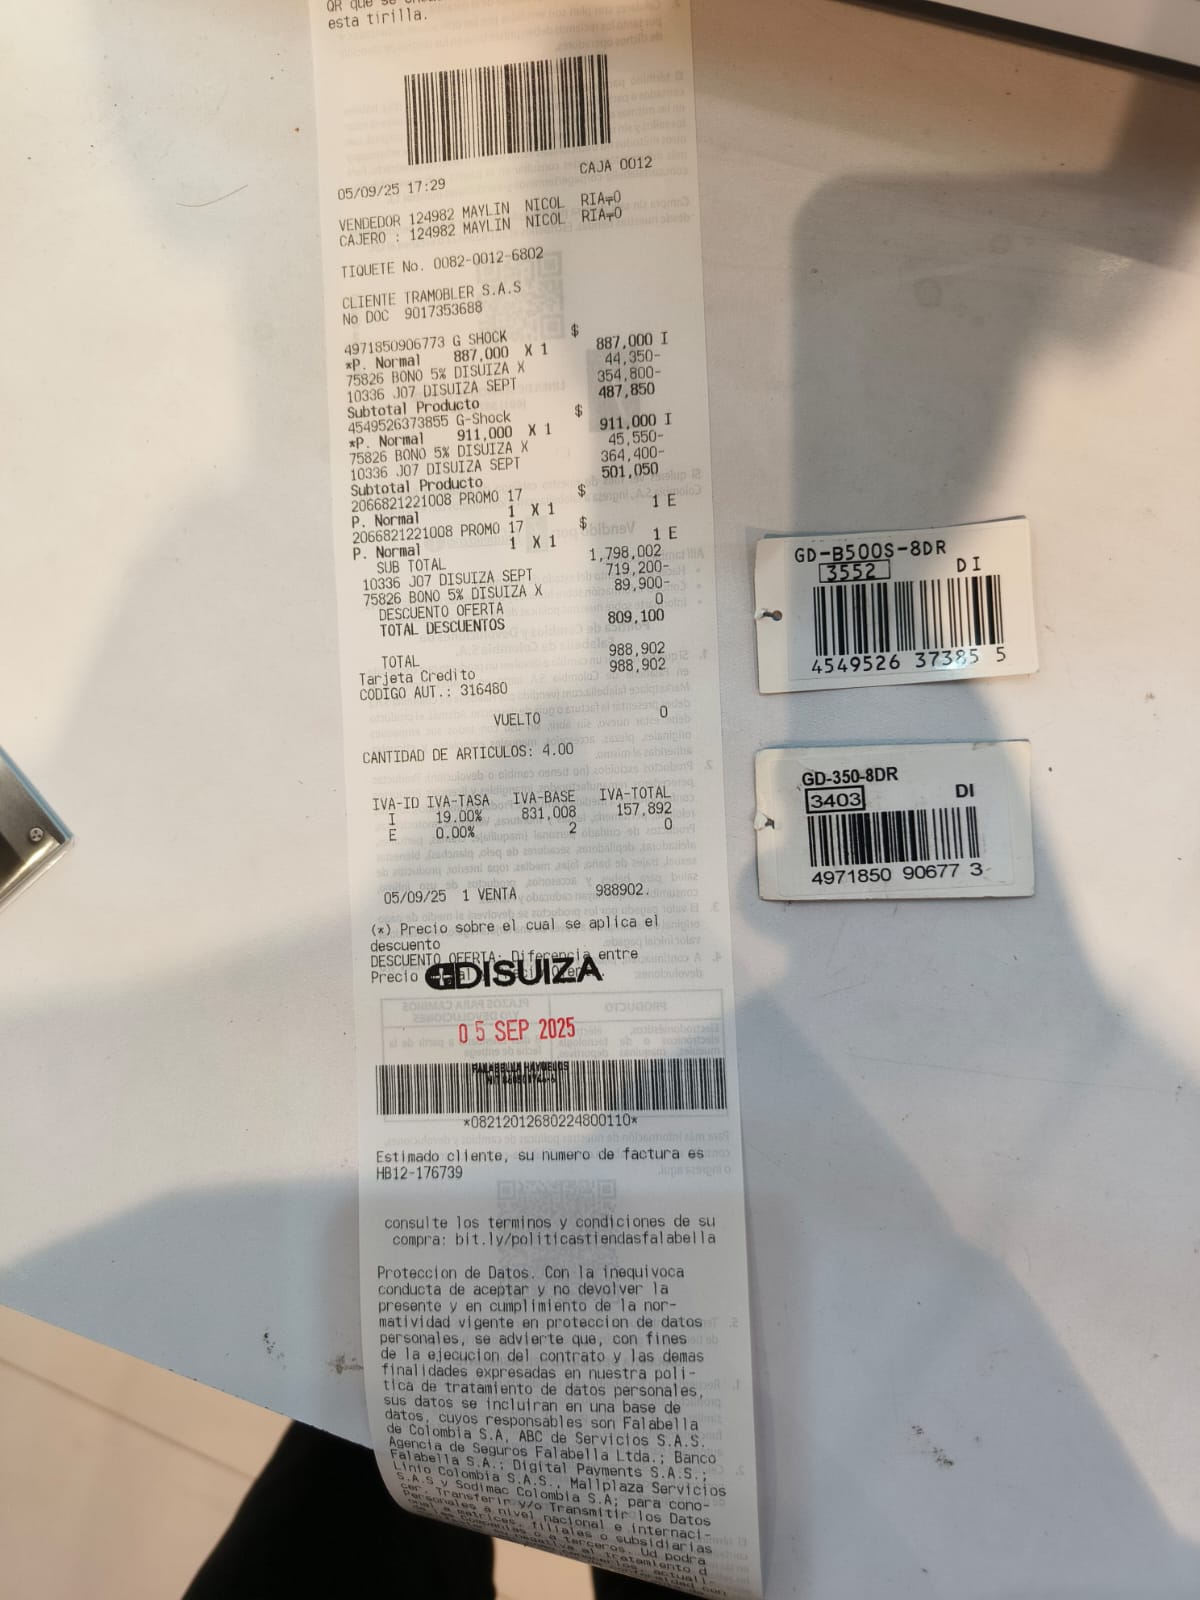 QR que se
esta tirilla.
05/09/25 17:29 CAJA 0012
VENDEDOR 124982 MAYLIN NICOL RIA╤O
CAJERO : 124982 MAYLIN NICOL RIA╤O
TIQUETE No. 0082-0012-6802
CLIENTE TRAMOBLER S.A.S
No DOC 9017353688
4971850906773 G SHOCK $ 887,000 I
*P. Normal 887,000 X 1
75826 BONO 5% DISUIZA X 44,350-
10336 J07 DISUIZA SEPT 354,800-
Subtotal Producto 487,850
4549526373855 G-Shock $ 911,000 I
*P. Normal 911,000 X 1
75826 BONO 5% DISUIZA X 45,550-
10336 J07 DISUIZA SEPT 364,400-
Subtotal Producto 501,050
2066821221008 PROMO 17 $ 1 E
P. Normal 1 X 1
2066821221008 PROMO 17 $ 1 E
P. Normal 1 X 1
SUB TOTAL 1,798,002
10336 J07 DISUIZA SEPT 719,200-
75826 BONO 5% DISUIZA X 89,900-
DESCUENTO OFERTA 0
TOTAL DESCUENTOS 809,100
TOTAL 988,902
Tarjeta Credito 988,902
CODIGO AUT.: 316480
VUELTO 0
CANTIDAD DE ARTICULOS: 4.00
IVA-ID IVA-TASA IVA-BASE IVA-TOTAL
I 19.00% 831,008 157,892
E 0.00% 2 0
05/09/25 1 VENTA 988902.
(*) Precio sobre el cual se aplica el
descuento
DESCUENTO OFERTA: Diferencia entre
Precio
DISUIZA
05 SEP 2025
FALABELLA HAYUELOS
*08212012680224800110*
Estimado cliente, su numero de factura es
HB12-176739
consulte los terminos y condiciones de su
compra: bit.ly/politicastiendasfalabella
Proteccion de Datos. Con la inequivoca
conducta de aceptar y no devolver la
presente y en cumplimiento de la nor-
matividad vigente en proteccion de datos
personales, se advierte que, con fines
de la ejecucion del contrato y las demas
finalidades expresadas en nuestra poli-
tica de tratamiento de datos personales,
sus datos se incluiran en una base de
datos, cuyos responsables son Falabella
de Colombia S.A, ABC de Servicios S.A.S.
Agencia de Seguros Falabella Ltda.; Banco
Falabella S.A.; Digital Payments S.A.S.;
Linio Colombia S.A.S., Mallplaza Servicios
S.A.S y Sodimac Colombia S.A; para cono-
cer, Transferir y/o Transmitir los Datos
Personales a nivel nacional e internaci-
onal a matrices, filiales o subsidiarias
de las companias o a terceros. Ud podra
GD-B500S-8DR
3552 DI
4549526 37385 5
GD-350-8DR
3403 DI
4971850 90677 3